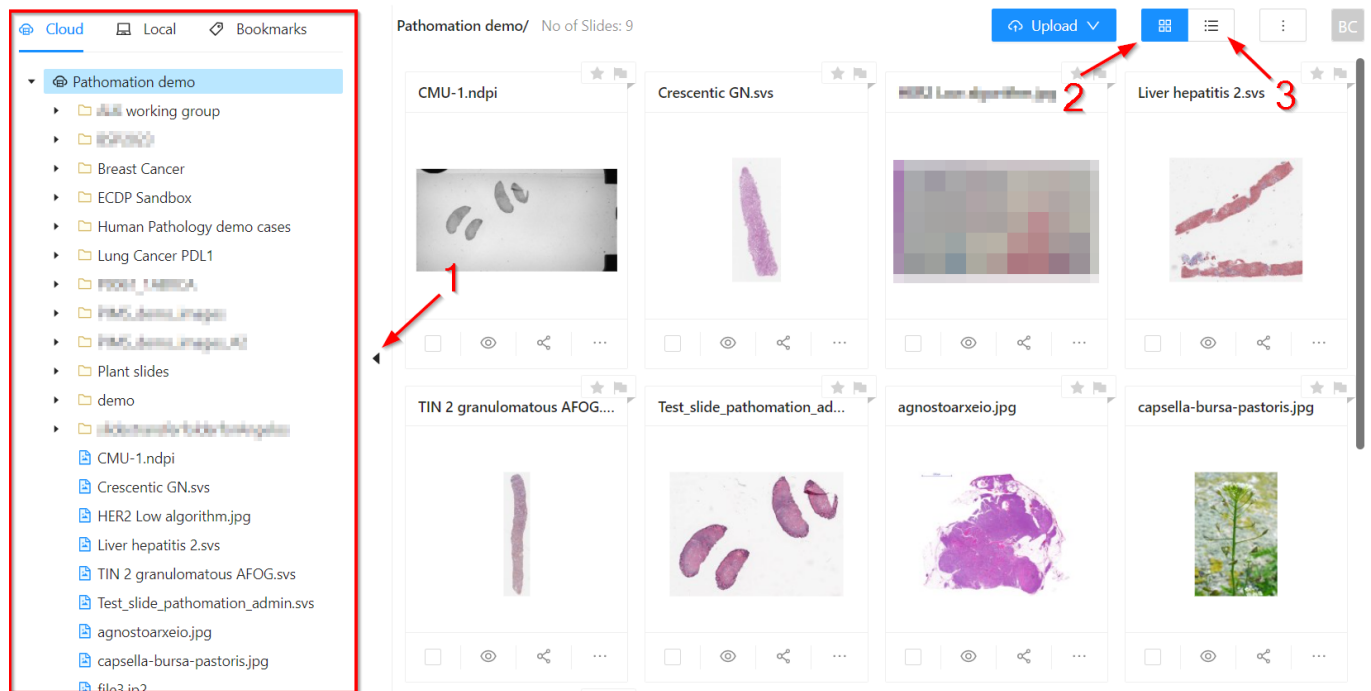 Cloud Local Bookmarks
Pathomation demo
working group
Breast Cancer
ECDP Sandbox
Human Pathology demo cases
Lung Cancer PDL1
Plant slides
demo
CMU-1.ndpi
Crescentic GN.svs
HER2 Low algorithm.jpg
Liver hepatitis 2.svs
TIN 2 granulomatous AFOG.svs
Test_slide_pathomation_admin.svs
agnostoarxeio.jpg
capsella-bursa-pastoris.jpg
file3.jp2
Pathomation demo/ No of Slides: 9
Upload
BC
2
3
CMU-1.ndpi
Crescentic GN.svs
Liver hepatitis 2.svs
1
TIN 2 granulomatous AFOG....
Test_slide_pathomation_ad...
agnostoarxeio.jpg
capsella-bursa-pastoris.jpg